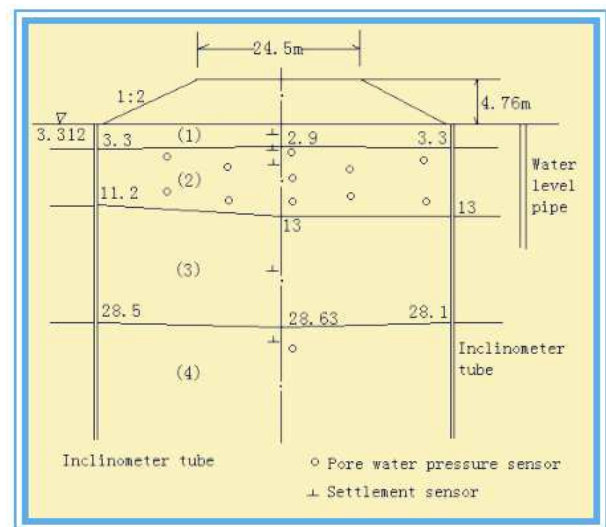 24.5m
1:2
4.76m
3.312
3.3
(1)
2.9
3.3
(2)
Water
level
pipe
11.2
13
13
(3)
28.5
28.63
28.1
(4)
Inclinometer
tube
Inclinometer tube
Pore water pressure sensor
Settlement sensor